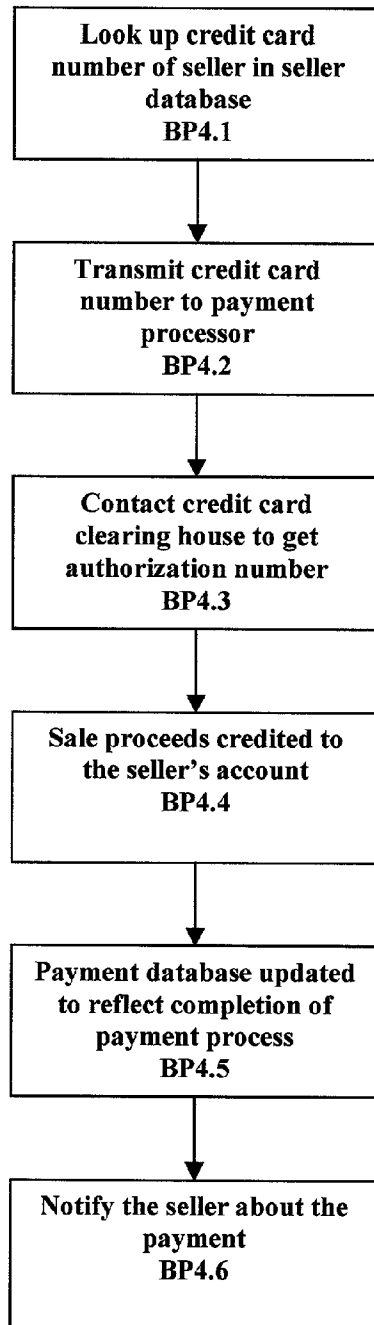 Look up credit card
number of seller in seller
database
BP4.1
Transmit credit card
number to payment
processor
BP4.2
Contact credit card
clearing house to get
authorization number
BP4.3
Sale proceeds credited to
the seller's account
BP4.4
Payment database updated
to reflect completion of
payment process
BP4.5
Notify the seller about the
payment
BP4.6